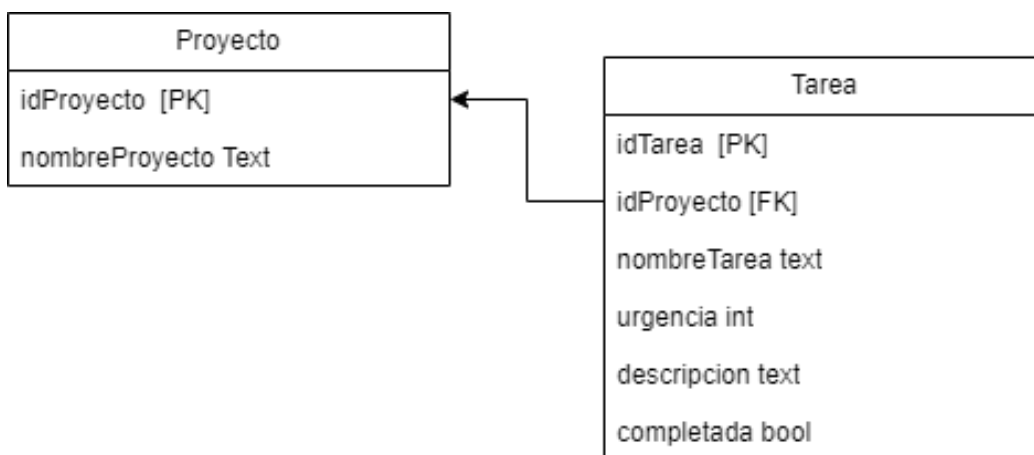 Proyecto
idProyecto [PK]
nombreProyecto Text
Tarea
idTarea [PK]
idProyecto [FK]
nombreTarea text
urgencia int
descripcion text
completada bool